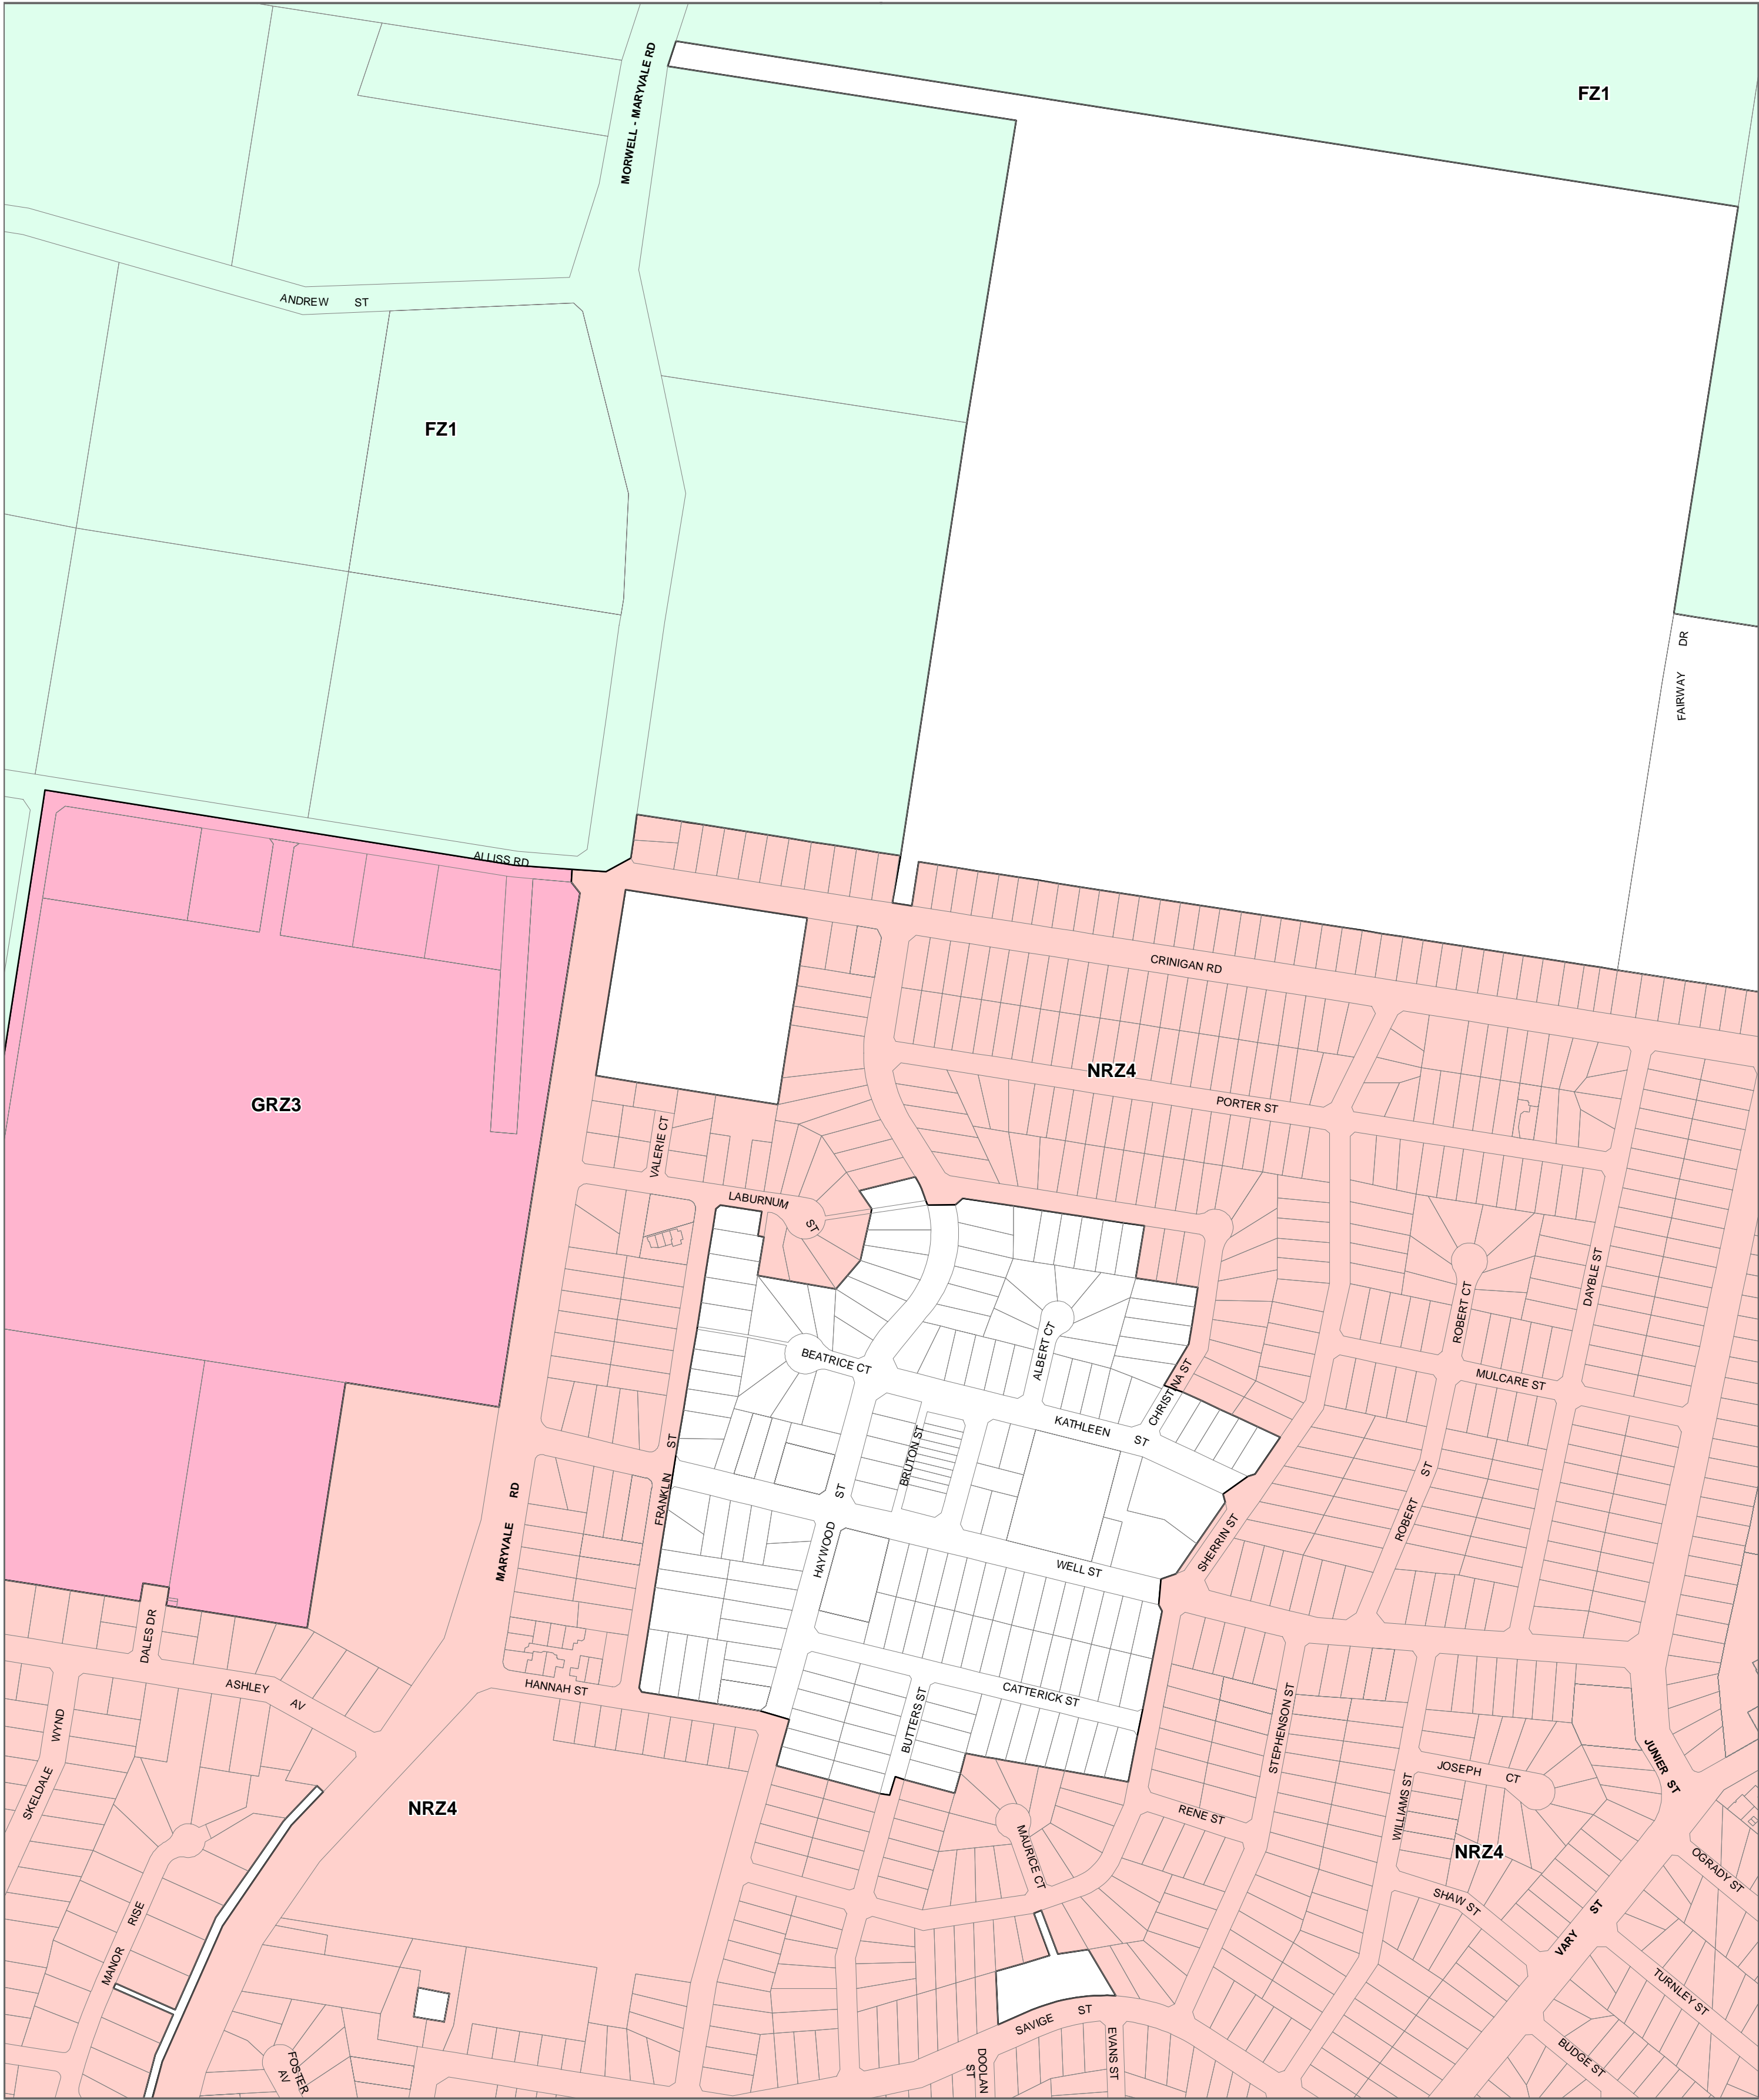 MORWELL - MARYVALE RD
FZ1
ANDREW ST
FZ1
FAIRWAY DR
ALLISS RD
CRINIGAN RD
NRZ4
GRZ3
PORTER ST
VALERIE CT
LABURNUM ST
ROBERT CT
DAYBLE ST
ALBERT CT
BEATRICE CT
CHRISTINA ST
MULCARE ST
KATHLEEN ST
BRUTON ST
FRANKLIN ST
MARYVALE RD
HAYWOOD ST
SHERRIN ST
ROBERT ST
WELL ST
DALES DR
ASHLEY AV
HANNAH ST
CATTERICK ST
BUTTERS ST
STEPHENSON ST
SKELDALE WYND
JUNIER ST
JOSEPH CT
WILLIAMS ST
NRZ4
RENE ST
MAURICE CT
NRZ4
OGRADY ST
SHAW ST
VARY ST
MANOR RISE
TURNLEY ST
SAVIGE ST
EVANS ST
DOOLAN
ST
BUDGE ST
FOSTER
AV